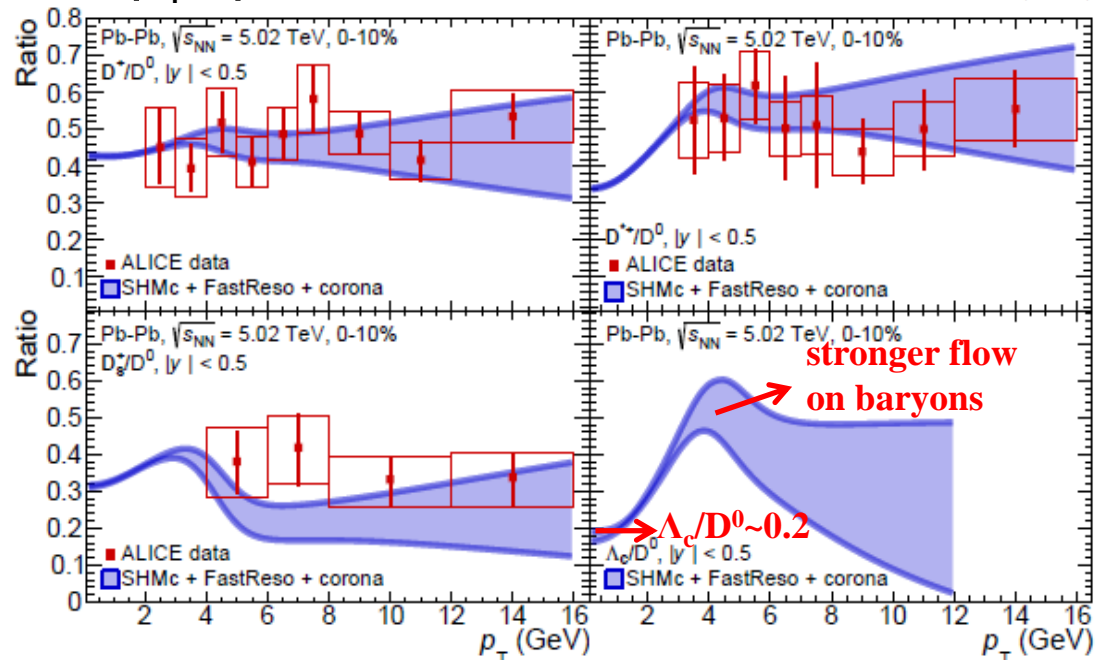 0.8
0.7
0.6
0.5
0.4
0.3
0.2
0.1
Ratio
Pb-Pb, √sNN = 5.02 TeV, 0-10%
D⁺/D⁰, |y| < 0.5
ALICE data
SHMc + FastReso + corona
Pb-Pb, √sNN = 5.02 TeV, 0-10%
D*⁺/D⁰, |y| < 0.5
ALICE data
SHMc + FastReso + corona
Ratio
0.7
0.6
0.5
0.4
0.3
0.2
0.1
0
Pb-Pb, √sNN = 5.02 TeV, 0-10%
Dₛ⁺/D⁰, |y| < 0.5
ALICE data
SHMc + FastReso + corona
2 4 6 8 10 12 14 16
pT (GeV)
Pb-Pb, √sNN = 5.02 TeV, 0-10%
stronger flow
on baryons
Λc/D⁰~0.2
Λc/D⁰, |y| < 0.5
SHMc + FastReso + corona
2 4 6 8 10 12 14 16
pT (GeV)